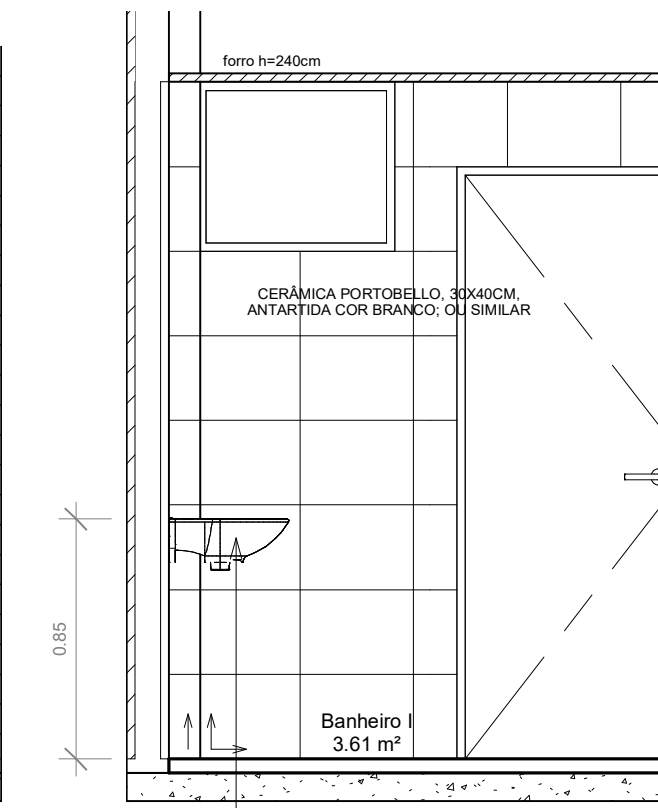 forro h=240cm
CERÂMICA PORTOBELLO, 30X40CM,
ANTARTIDA COR BRANCO; OU SIMILAR
0.85
Banheiro I
3.61 m²